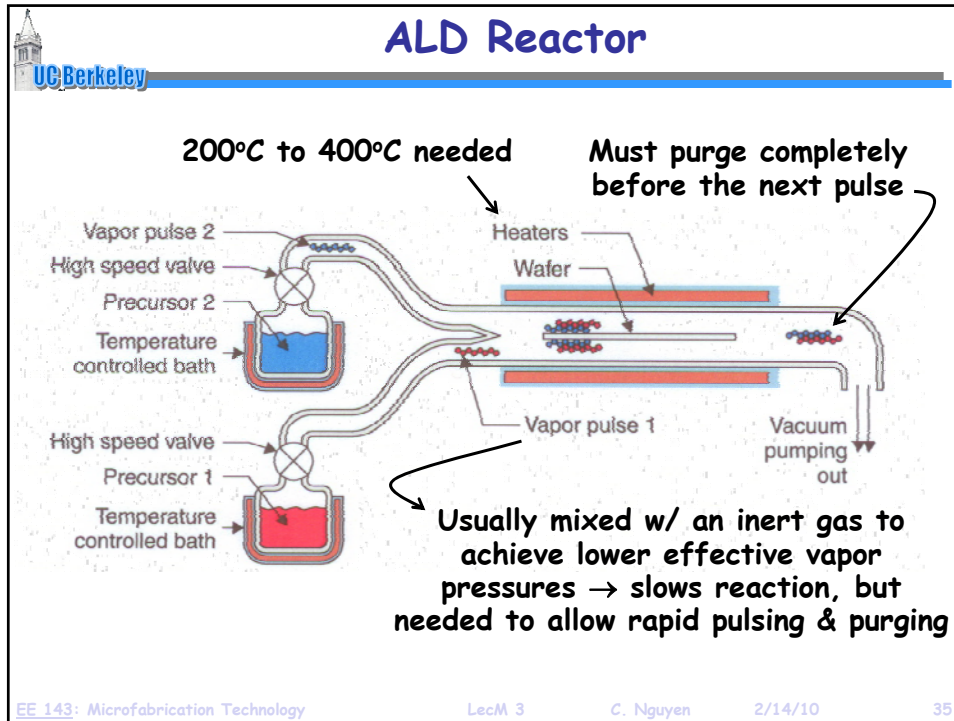 ALD Reactor
UC Berkeley
200°C to 400°C needed
Must purge completely
before the next pulse
Vapor pulse 2
High speed valve
Precursor 2
Temperature
controlled bath
Heaters
Wafer
High speed valve
Precursor 1
Temperature
controlled bath
Vapor pulse 1
Vacuum
pumping
out
Usually mixed w/ an inert gas to
achieve lower effective vapor
pressures → slows reaction, but
needed to allow rapid pulsing & purging
EE 143: Microfabrication Technology LecM 3 C. Nguyen 2/14/10 35